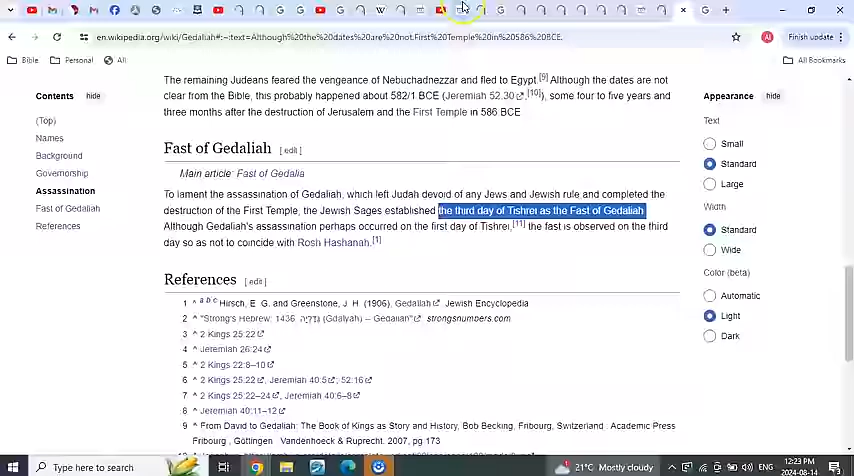 en.wikipedia.org/wiki/Gedaliah#:~:text=Although%20the%20dates%20are%20not,First%20Temple%20in%20586%20BCE.
Finish update
Bible
Personal
All
All Bookmarks
Contents hide
(Top)
Names
Background
Governorship
Assassination
Fast of Gedaliah
References
The remaining Judeans feared the vengeance of Nebuchadnezzar and fled to Egypt.[9] Although the dates are not
clear from the Bible, this probably happened about 582/1 BCE (Jeremiah 52.30,[10]), some four to five years and
three months after the destruction of Jerusalem and the First Temple in 586 BCE
Fast of Gedaliah [ edit ]
Main article: Fast of Gedalia
To lament the assassination of Gedaliah, which left Judah devoid of any Jews and Jewish rule and completed the
destruction of the First Temple, the Jewish Sages established the third day of Tishrei as the Fast of Gedaliah
Although Gedaliah's assassination perhaps occurred on the first day of Tishrei,[11] the fast is observed on the third
day so as not to coincide with Rosh Hashanah.[1]
References [ edit ]
1 ^ a b c Hirsch, E. G. and Greenstone, J. H. (1906), Gedaliah Jewish Encyclopedia
2 ^ "Strong's Hebrew: 1436 גְּדַלְיָה (Gdalyah) – Gedaliah" strongsnumbers.com
3 ^ 2 Kings 25:22
4 ^ Jeremiah 26:24
5 ^ 2 Kings 22:8–10
6 ^ 2 Kings 25:22, Jeremiah 40:5; 52:16
7 ^ 2 Kings 25:22–24, Jeremiah 40:6–8
8 ^ Jeremiah 40:11–12
9 ^ From David to Gedaliah: The Book of Kings as Story and History, Bob Becking, Fribourg, Switzerland : Academic Press
Fribourg , Göttingen Vandenhoeck & Ruprecht. 2007, pg 173
Appearance hide
Text
Small
Standard
Large
Width
Standard
Wide
Color (beta)
Automatic
Light
Dark
Type here to search
21°C Mostly cloudy
ENG
12:23 PM
2024-08-14